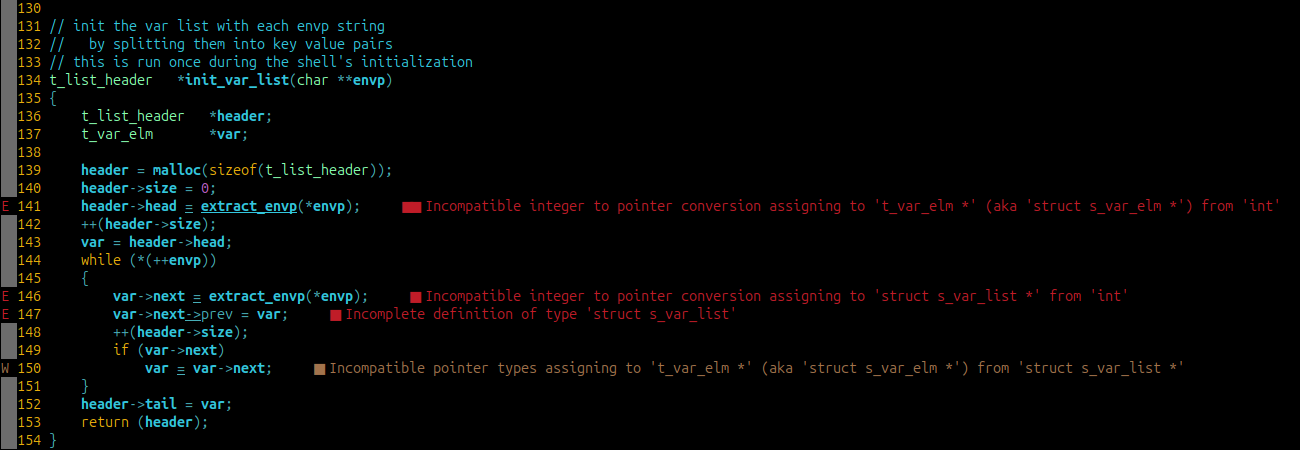 130
131 // init the var list with each envp string
132 //   by splitting them into key value pairs
133 // this is run once during the shell's initialization
134 t_list_header   *init_var_list(char **envp)
135 {
136     t_list_header   *header;
137     t_var_elm       *var;
138
139     header = malloc(sizeof(t_list_header));
140     header->size = 0;
E 141     header->head = extract_envp(*envp);     ■■ Incompatible integer to pointer conversion assigning to 't_var_elm *' (aka 'struct s_var_elm *') from 'int'
142     ++(header->size);
143     var = header->head;
144     while (*(++envp))
145     {
E 146         var->next = extract_envp(*envp);     ■ Incompatible integer to pointer conversion assigning to 'struct s_var_list *' from 'int'
E 147         var->next->prev = var;     ■ Incomplete definition of type 'struct s_var_list'
148         ++(header->size);
149         if (var->next)
W 150             var = var->next;     ■ Incompatible pointer types assigning to 't_var_elm *' (aka 'struct s_var_elm *') from 'struct s_var_list *'
151     }
152     header->tail = var;
153     return (header);
154 }